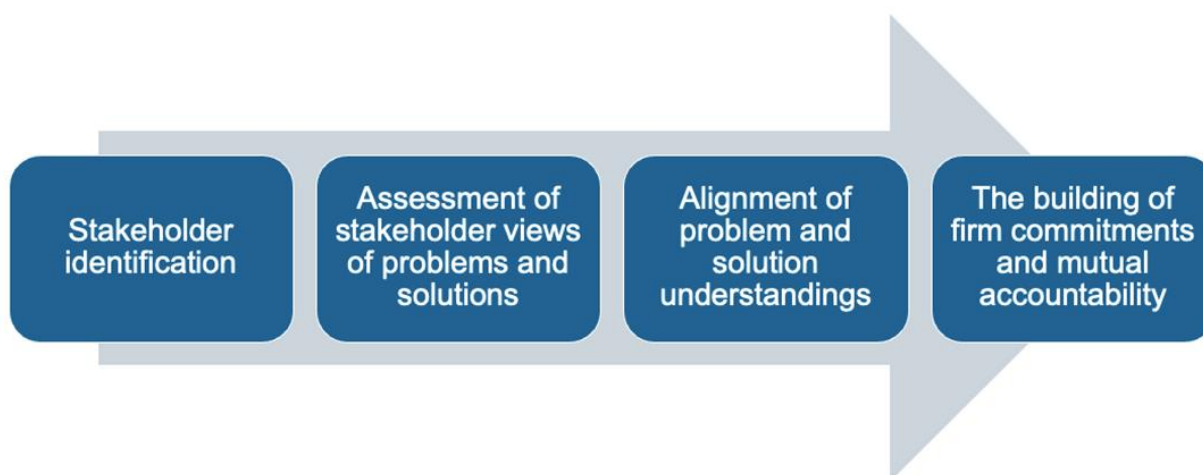 Stakeholder
identification
Assessment of
stakeholder views
of problems and
solutions
Alignment of
problem and
solution
understandings
The building of
firm commitments
and mutual
accountability